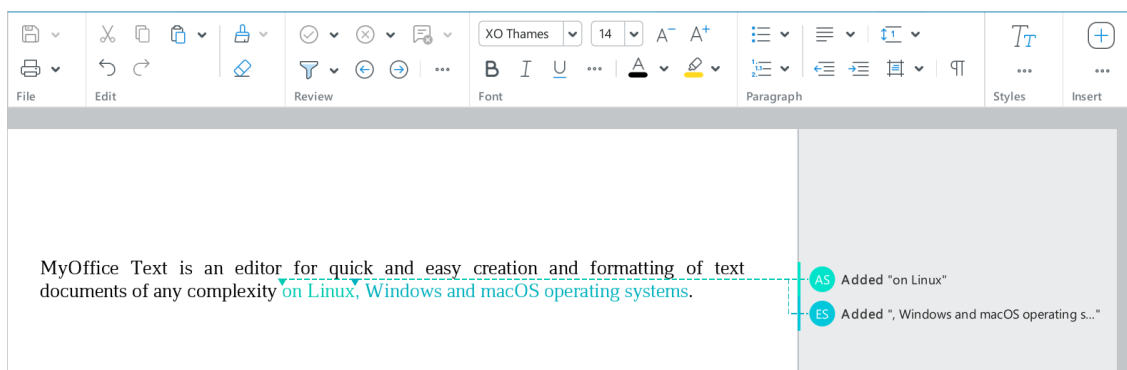 XO Thames 14 A⁻ A⁺
B I U A
File Edit Review Font Paragraph Styles Insert
MyOffice Text is an editor for quick and easy creation and formatting of text
documents of any complexity on Linux, Windows and macOS operating systems.
AS Added "on Linux"
ES Added ", Windows and macOS operating s..."